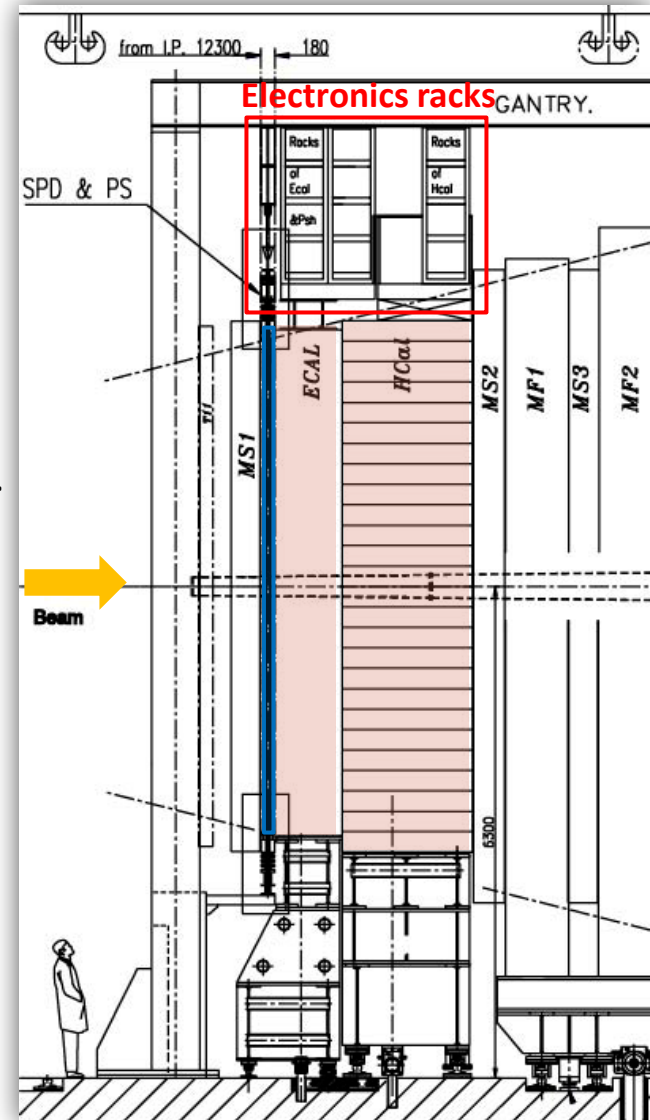 from I.P. 12300 180
Electronics racks
GANTRY.
Racks
of
Ecal
&Psh
Racks
of
Hcal
SPD & PS
MS1
ECAL
HCal
MS2
MF1
MS3
MF2
Beam
6300